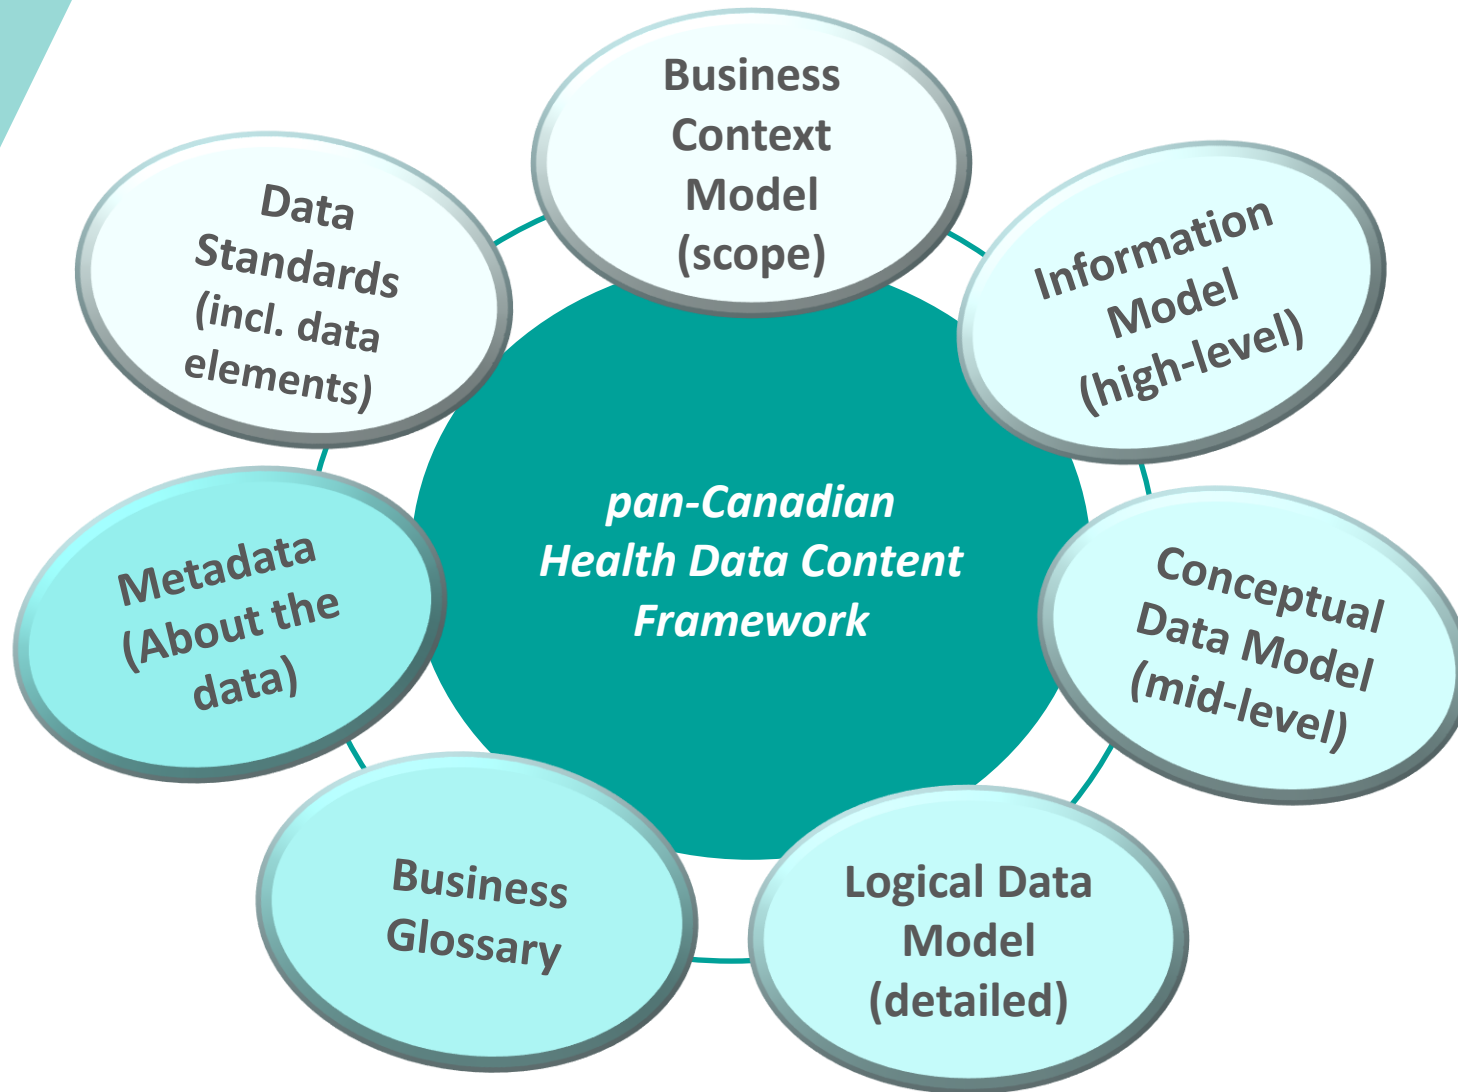 Business
Context
Model
(scope)
Information
Model
(high-level)
Conceptual
Data Model
(mid-level)
Logical Data
Model
(detailed)
Business
Glossary
Metadata
(About the
data)
Data
Standards
(incl. data
elements)
pan-Canadian
Health Data Content
Framework